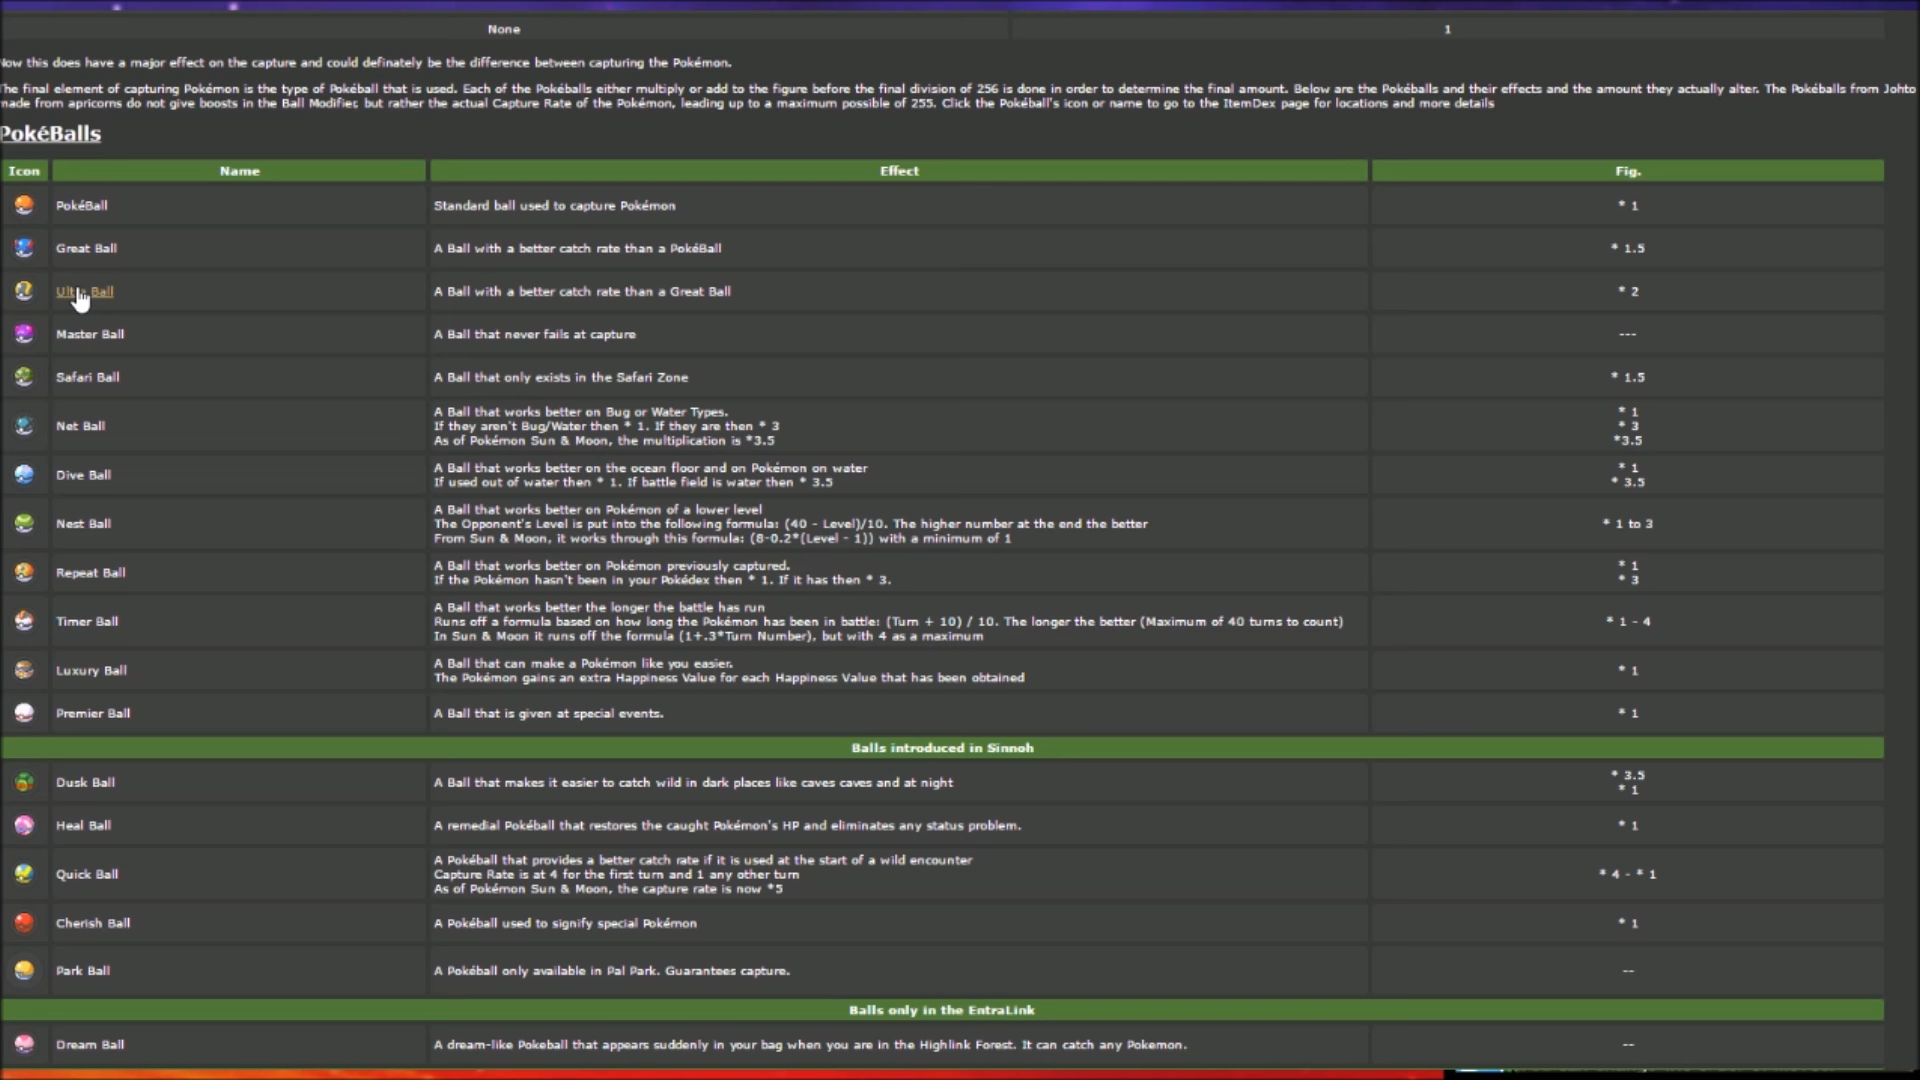 None 1
Now this does have a major effect on the capture and could definately be the difference between capturing the Pokémon.
The final element of capturing Pokémon is the type of Pokéball that is used. Each of the Pokéballs either multiply or add to the figure before the final division of 256 is done in order to determine the final amount. Below are the Pokéballs and their effects and the amount they actually alter. The Pokéballs from Johto
made from apricorns do not give boosts in the Ball Modifier, but rather the actual Capture Rate of the Pokémon, leading up to a maximum possible of 255. Click the Pokéball's icon or name to go to the ItemDex page for locations and more details
PokéBalls
Icon Name Effect Fig.
PokéBall Standard ball used to capture Pokémon * 1
Great Ball A Ball with a better catch rate than a PokéBall * 1.5
Ultra Ball A Ball with a better catch rate than a Great Ball * 2
Master Ball A Ball that never fails at capture ---
Safari Ball A Ball that only exists in the Safari Zone * 1.5
A Ball that works better on Bug or Water Types. * 1
Net Ball If they aren't Bug/Water then * 1. If they are then * 3 * 3
As of Pokémon Sun & Moon, the multiplication is *3.5 *3.5
A Ball that works better on the ocean floor and on Pokémon on water * 1
Dive Ball
If used out of water then * 1. If battle field is water then * 3.5 * 3.5
A Ball that works better on Pokémon of a lower level
Nest Ball The Opponent's Level is put into the following formula: (40 - Level)/10. The higher number at the end the better * 1 to 3
From Sun & Moon, it works through this formula: (8-0.2*(Level - 1)) with a minimum of 1
A Ball that works better on Pokémon previously captured. * 1
Repeat Ball
If the Pokémon hasn't been in your Pokédex then * 1. If it has then * 3. * 3
A Ball that works better the longer the battle has run
Timer Ball Runs off a formula based on how long the Pokémon has been in battle: (Turn + 10) / 10. The longer the better (Maximum of 40 turns to count) * 1 - 4
In Sun & Moon it runs off the formula (1+.3*Turn Number), but with 4 as a maximum
A Ball that can make a Pokémon like you easier.
Luxury Ball * 1
The Pokémon gains an extra Happiness Value for each Happiness Value that has been obtained
Premier Ball A Ball that is given at special events. * 1
Balls introduced in Sinnoh
* 3.5
Dusk Ball A Ball that makes it easier to catch wild in dark places like caves caves and at night
* 1
Heal Ball A remedial Pokéball that restores the caught Pokémon's HP and eliminates any status problem. * 1
A Pokéball that provides a better catch rate if it is used at the start of a wild encounter
Quick Ball Capture Rate is at 4 for the first turn and 1 any other turn * 4 - * 1
As of Pokémon Sun & Moon, the capture rate is now *5
Cherish Ball A Pokéball used to signify special Pokémon * 1
Park Ball A Pokéball only available in Pal Park. Guarantees capture. --
Balls only in the EntraLink
Dream Ball A dream-like Pokeball that appears suddenly in your bag when you are in the Highlink Forest. It can catch any Pokemon. --